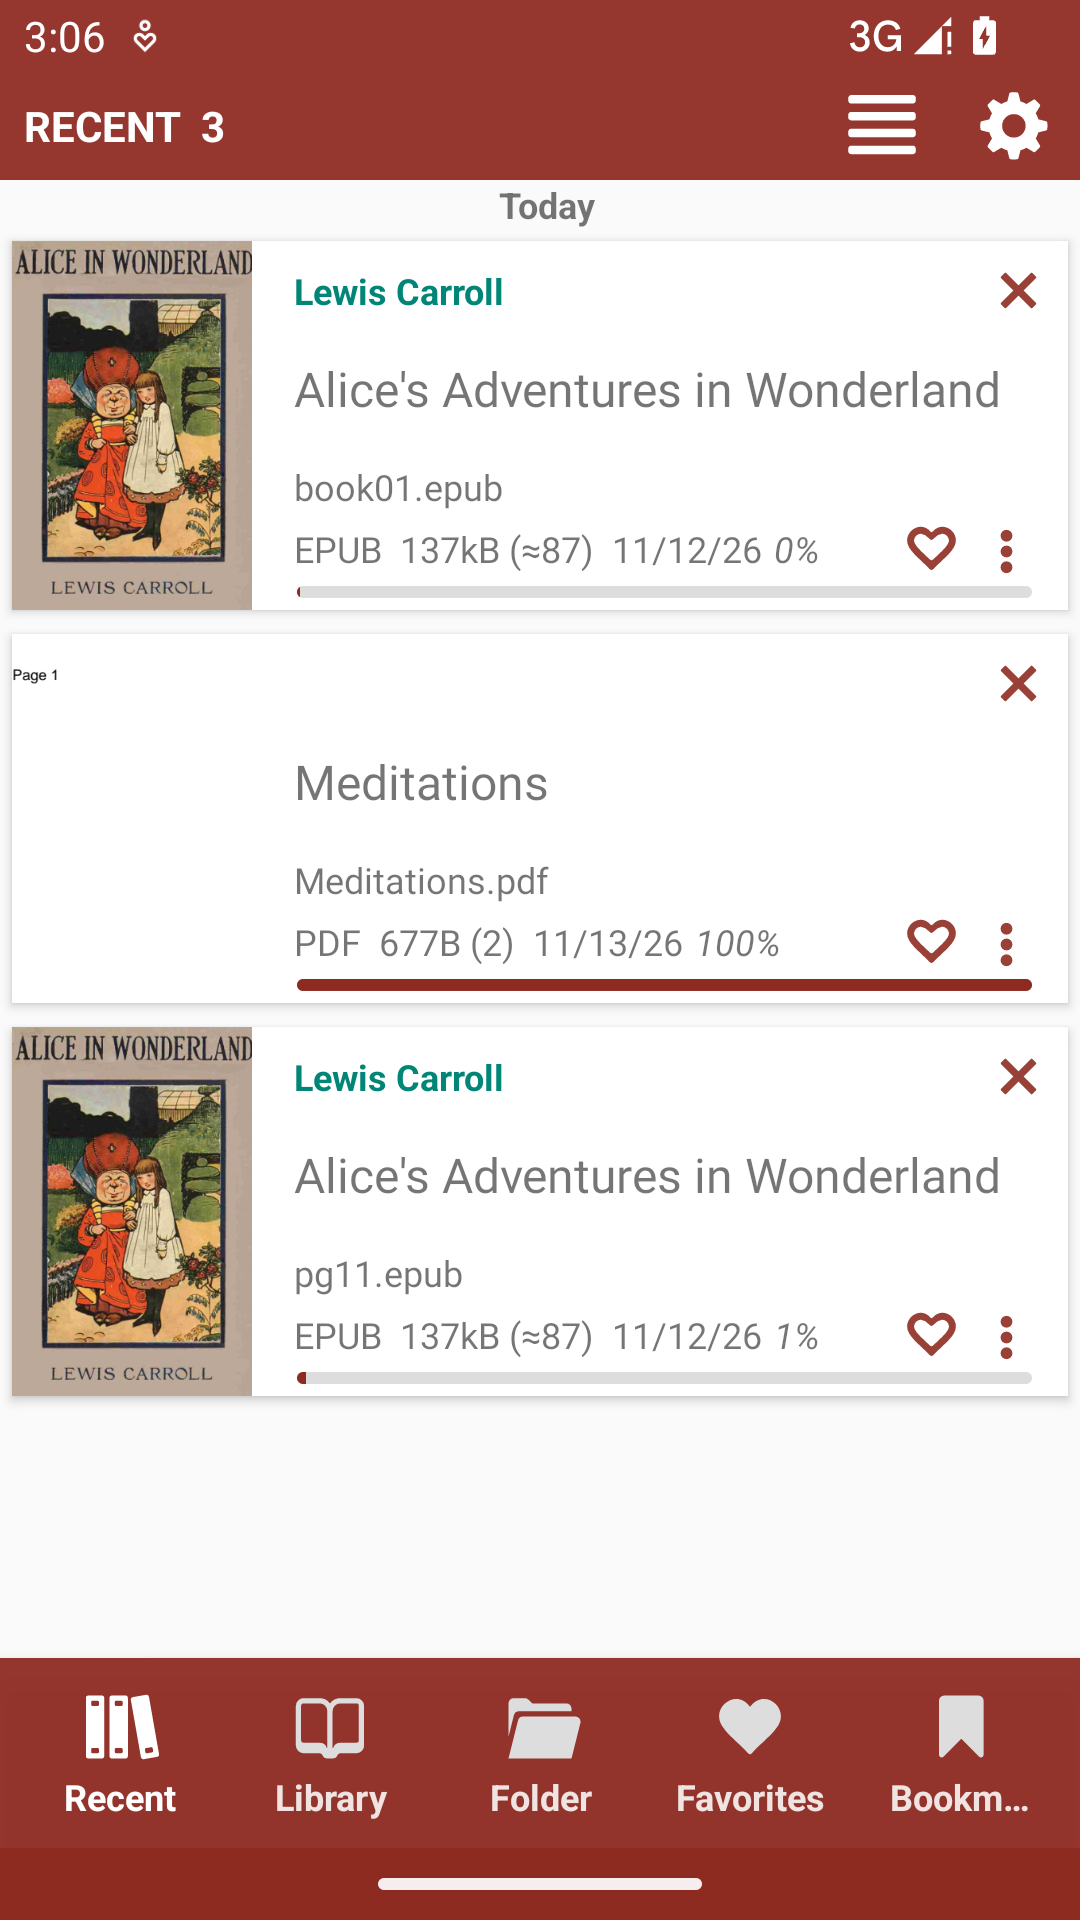 3:06 3G
RECENT 3
Today
ALICE IN WONDERLAND
LEWIS CARROLL
Lewis Carroll
Alice's Adventures in Wonderland
book01.epub
EPUB 137kB (≈87) 11/12/26 0%
Page 1
Meditations
Meditations.pdf
PDF 677B (2) 11/13/26 100%
ALICE IN WONDERLAND
LEWIS CARROLL
Lewis Carroll
Alice's Adventures in Wonderland
pg11.epub
EPUB 137kB (≈87) 11/12/26 1%
Recent Library Folder Favorites Bookm...